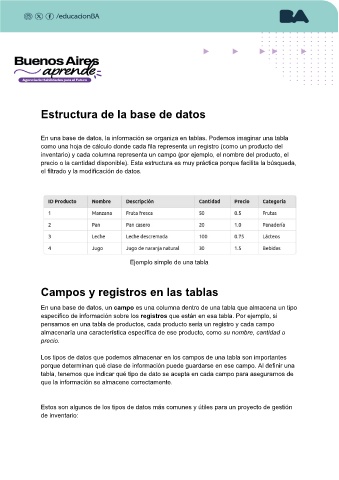 /educacionBA
BA
Buenos Aires
aprende
Agencia de Habilidades para el Futuro
Estructura de la base de datos
En una base de datos, la información se organiza en tablas. Podemos imaginar una tabla
como una hoja de cálculo donde cada fila representa un registro (como un producto del
inventario) y cada columna representa un campo (por ejemplo, el nombre del producto, el
precio o la cantidad disponible). Esta estructura es muy práctica porque facilita la búsqueda,
el filtrado y la modificación de datos.
ID Producto Nombre Descripción Cantidad Precio Categoría
1 Manzana Fruta fresca 50 0.5 Frutas
2 Pan Pan casero 20 1.0 Panadería
3 Leche Leche descremada 100 0.75 Lácteos
4 Jugo Jugo de naranja natural 30 1.5 Bebidas
Ejemplo simple de una tabla
Campos y registros en las tablas
En una base de datos, un campo es una columna dentro de una tabla que almacena un tipo
específico de información sobre los registros que están en esa tabla. Por ejemplo, si
pensamos en una tabla de productos, cada producto sería un registro y cada campo
almacenaría una característica específica de ese producto, como su nombre, cantidad o
precio.
Los tipos de datos que podemos almacenar en los campos de una tabla son importantes
porque determinan qué clase de información puede guardarse en ese campo. Al definir una
tabla, tenemos que indicar qué tipo de dato se acepta en cada campo para asegurarnos de
que la información se almacene correctamente.
Estos son algunos de los tipos de datos más comunes y útiles para un proyecto de gestión
de inventario: